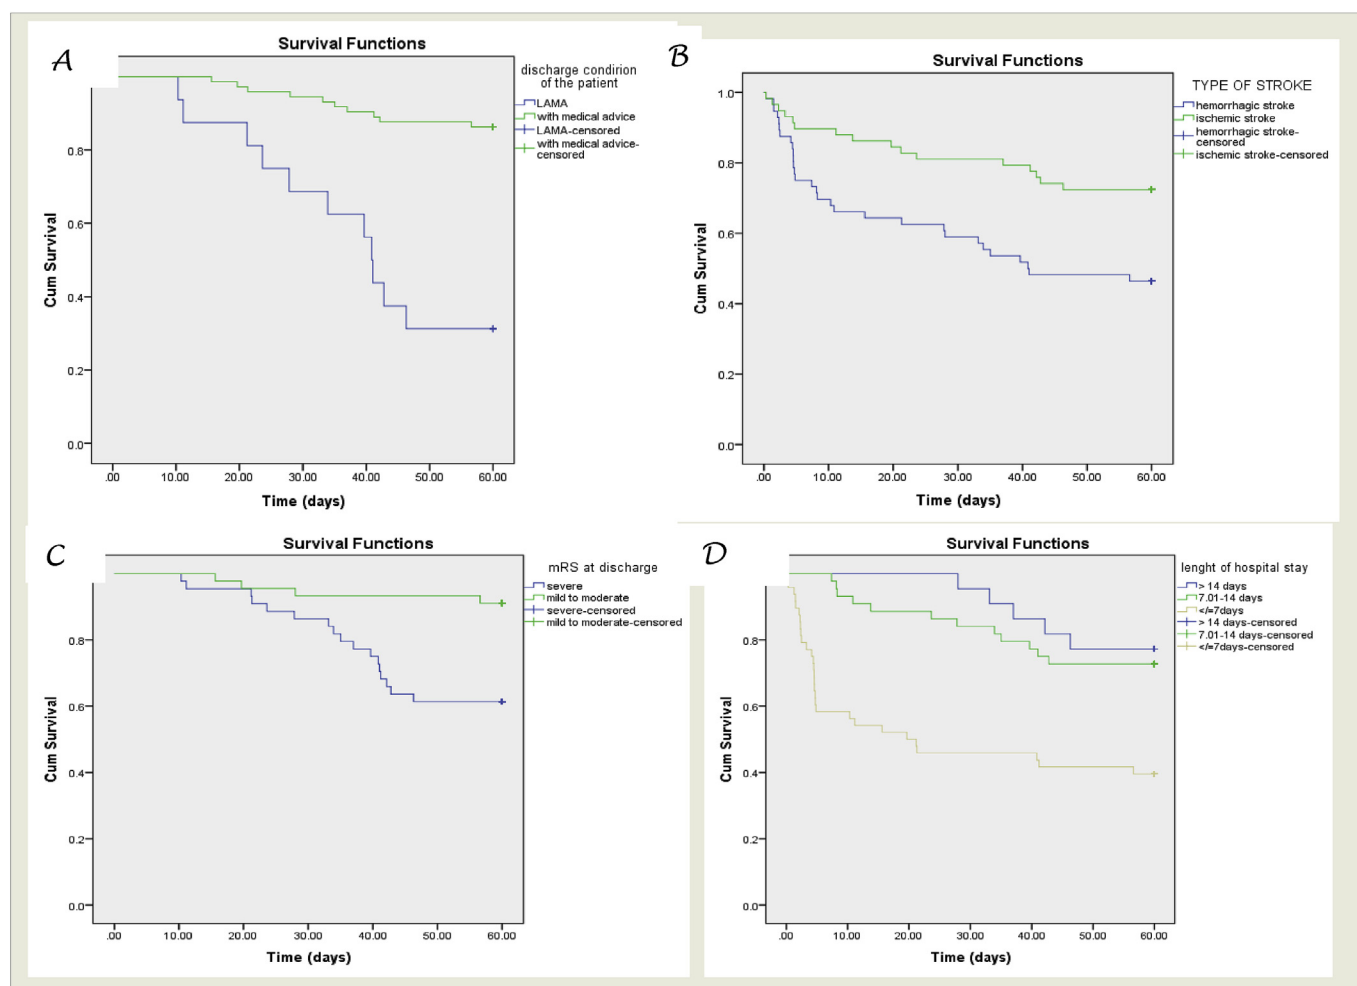 A
Survival Functions
discharge condirion
of the patient
LAMA
with medical advice
LAMA-censored
with medical advice-
censored
Cum Survival
0.8
0.6
0.4
0.2
0.0
.00 10.00 20.00 30.00 40.00 50.00 60.00
Time (days)
B
Survival Functions
TYPE OF STROKE
hemorrhagic stroke
ischemic stroke
hemorrhagic stroke-
censored
ischemic stroke-censored
Cum Survival
1.0
0.8
0.6
0.4
0.2
0.0
.00 10.00 20.00 30.00 40.00 50.00 60.00
Time (days)
C
Survival Functions
mRS at discharge
severe
mild to moderate
severe-censored
mild to moderate-censored
Cum Survival
0.8
0.6
0.4
0.2
0.0
.00 10.00 20.00 30.00 40.00 50.00 60.00
Time (days)
D
Survival Functions
lenght of hospital stay
> 14 days
7.01-14 days
</=7days
> 14 days-censored
7.01-14 days-censored
</=7days-censored
Cum Survival
0.8
0.6
0.4
0.2
0.0
.00 10.00 20.00 30.00 40.00 50.00 60.00
Time (days)